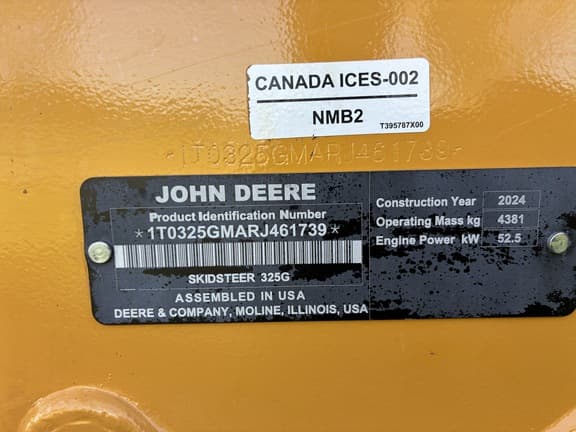 CANADA ICES-002
NMB2
T395787X00
*1T0325GMARJ461739*
JOHN DEERE
Product Identification Number
*1T0325GMARJ461739*
SKIDSTEER 325G
ASSEMBLED IN USA
DEERE & COMPANY, MOLINE, ILLINOIS, USA
Construction Year 2024
Operating Mass kg 4381
Engine Power kW 52.5